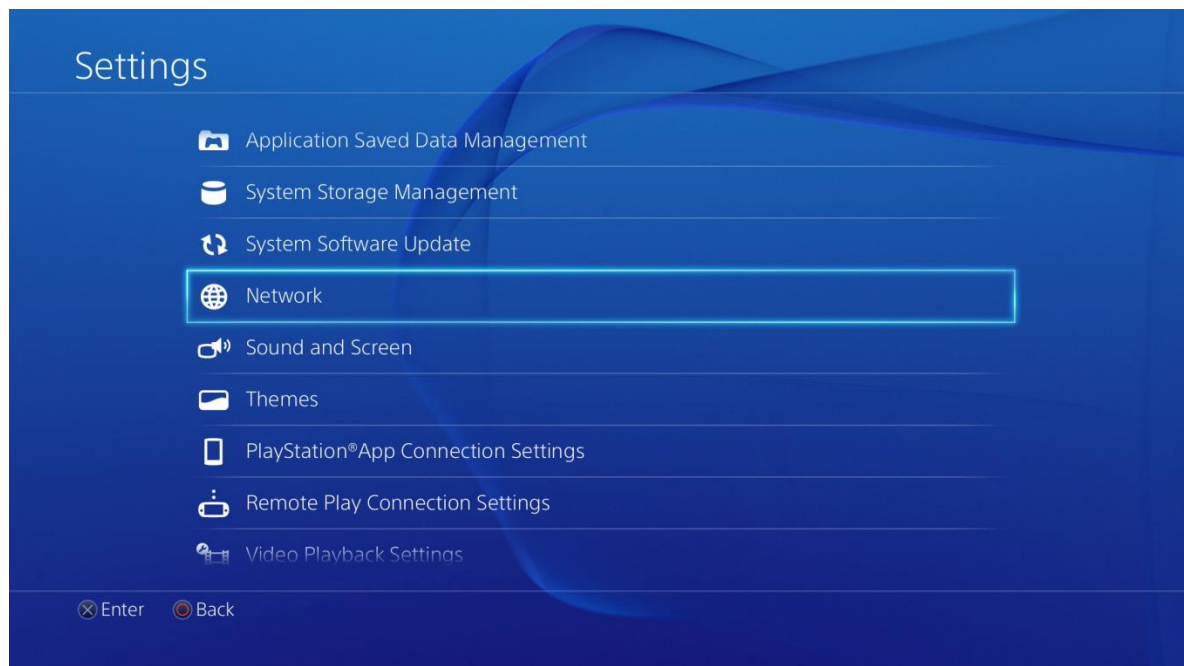 Settings
Application Saved Data Management
System Storage Management
System Software Update
Network
Sound and Screen
Themes
PlayStation®App Connection Settings
Remote Play Connection Settings
Video Playback Settings
Enter Back